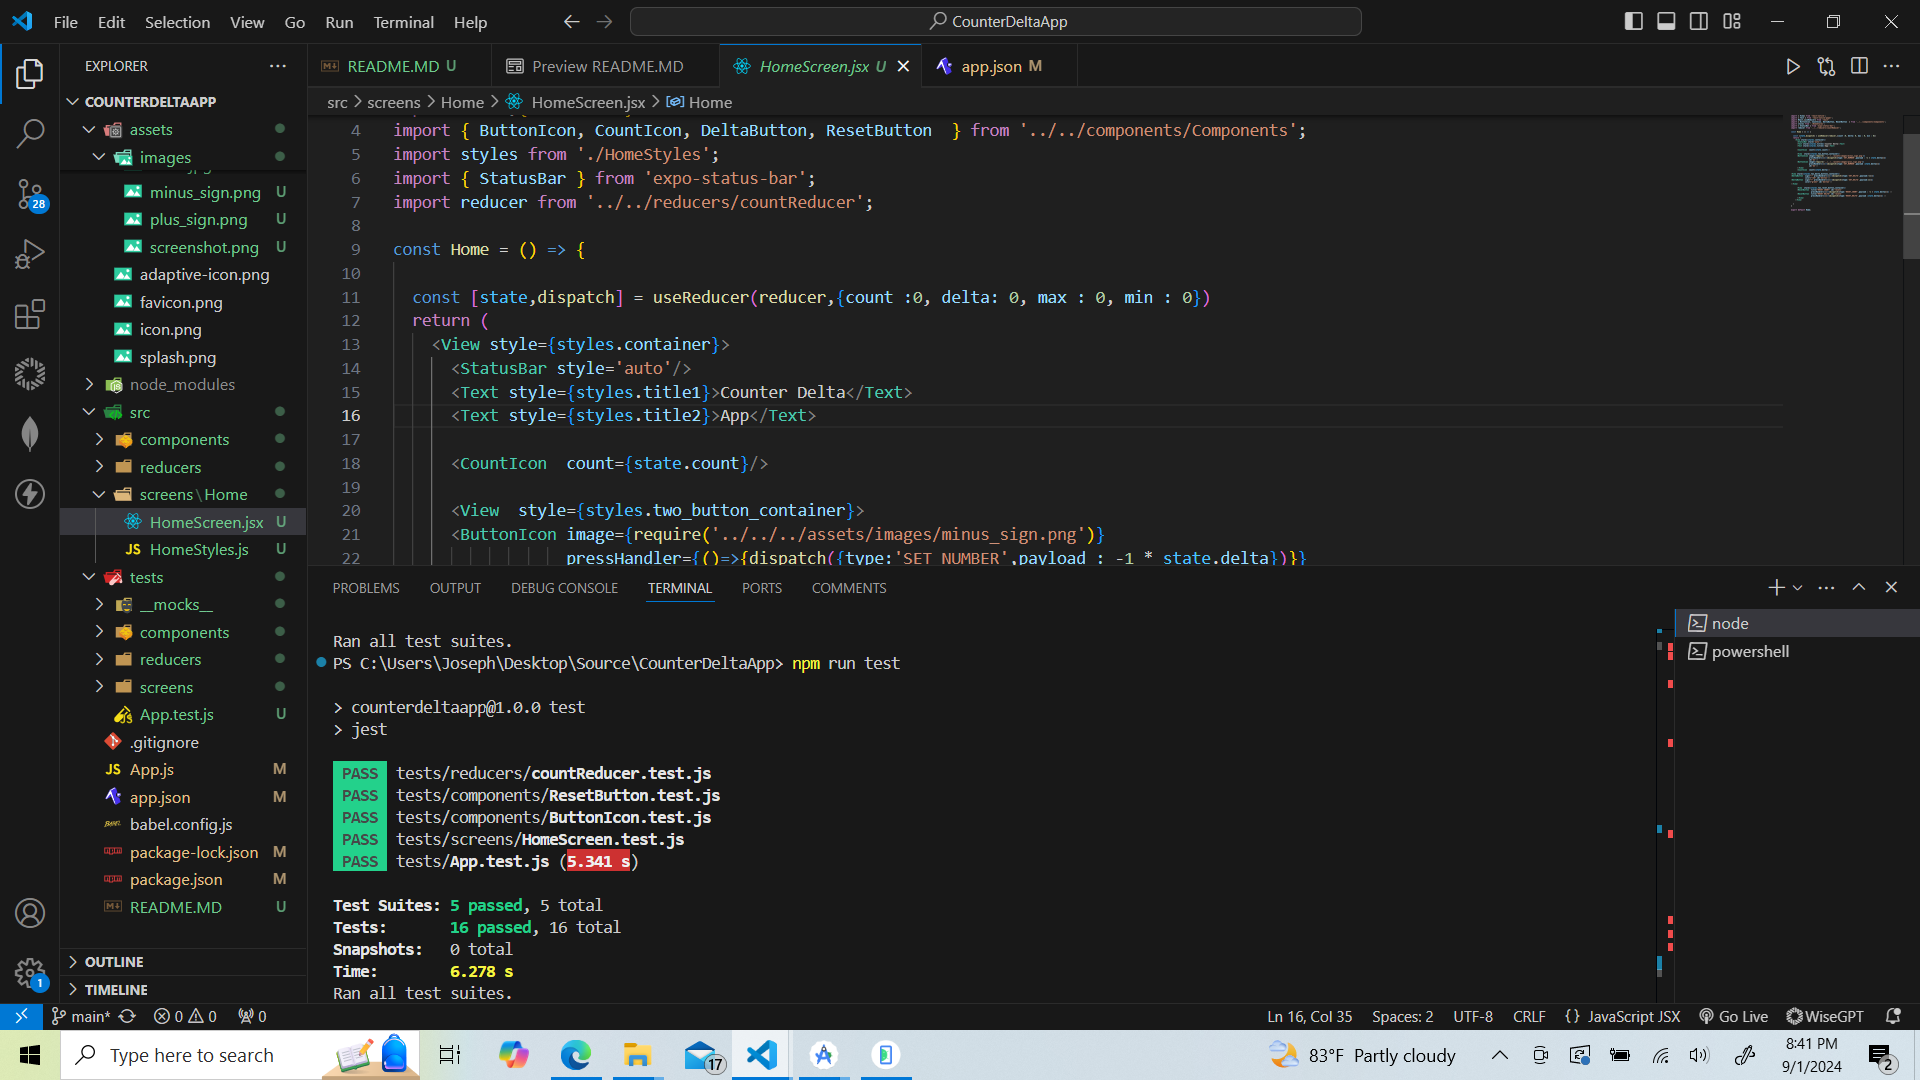 File Edit Selection View Go Run Terminal Help
CounterDeltaApp
EXPLORER
COUNTERDELTAAPP
assets
images
minus_sign.png U
plus_sign.png U
screenshot.png U
adaptive-icon.png
favicon.png
icon.png
splash.png
node_modules
src
components
reducers
screens\Home
HomeScreen.jsx U
JS HomeStyles.js U
tests
__mocks__
components
reducers
screens
App.test.js U
.gitignore
JS App.js M
app.json M
babel.config.js
package-lock.json M
package.json M
README.MD U
OUTLINE
TIMELINE
28
1
README.MD U
Preview README.MD
HomeScreen.jsx U
app.json M
src > screens > Home > HomeScreen.jsx > Home
4 import { ButtonIcon, CountIcon, DeltaButton, ResetButton } from '../../components/Components';
5 import styles from './HomeStyles';
6 import { StatusBar } from 'expo-status-bar';
7 import reducer from '../../reducers/countReducer';
8
9 const Home = () => {
10
11 const [state,dispatch] = useReducer(reducer,{count :0, delta: 0, max : 0, min : 0})
12 return (
13 <View style={styles.container}>
14 <StatusBar style='auto'/>
15 <Text style={styles.title1}>Counter Delta</Text>
16 <Text style={styles.title2}>App</Text>
17
18 <CountIcon count={state.count}/>
19
20 <View style={styles.two_button_container}>
21 <ButtonIcon image={require('../../../assets/images/minus_sign.png')}
22 pressHandler={()=>{dispatch({type:'SET_NUMBER',payload : -1 * state.delta})}}
PROBLEMS OUTPUT DEBUG CONSOLE TERMINAL PORTS COMMENTS
Ran all test suites.
PS C:\Users\Joseph\Desktop\Source\CounterDeltaApp> npm run test
> counterdeltaapp@1.0.0 test
> jest
PASS tests/reducers/countReducer.test.js
PASS tests/components/ResetButton.test.js
PASS tests/components/ButtonIcon.test.js
PASS tests/screens/HomeScreen.test.js
PASS tests/App.test.js (5.341 s)
Test Suites: 5 passed, 5 total
Tests: 16 passed, 16 total
Snapshots: 0 total
Time: 6.278 s
Ran all test suites.
node
powershell
main* 0 0 0
Ln 16, Col 35 Spaces: 2 UTF-8 CRLF {} JavaScript JSX Go Live WiseGPT
Type here to search
17
83°F Partly cloudy
8:41 PM
9/1/2024
2